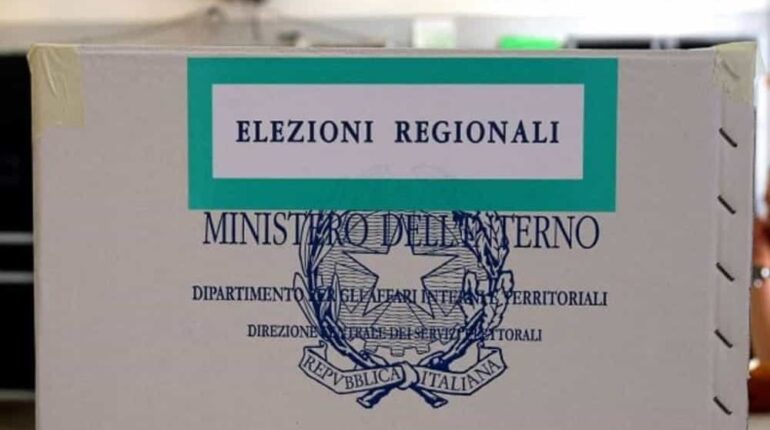 ELEZIONI REGIONALI
MINISTERO DELL'INTERNO
DIPARTIMENTO PER GLI AFFARI INTERNI E TERRITORIALI
DIREZIONE CENTRALE DEI SERVIZI ELETTORALI
REPVBBLICA ITALIANA